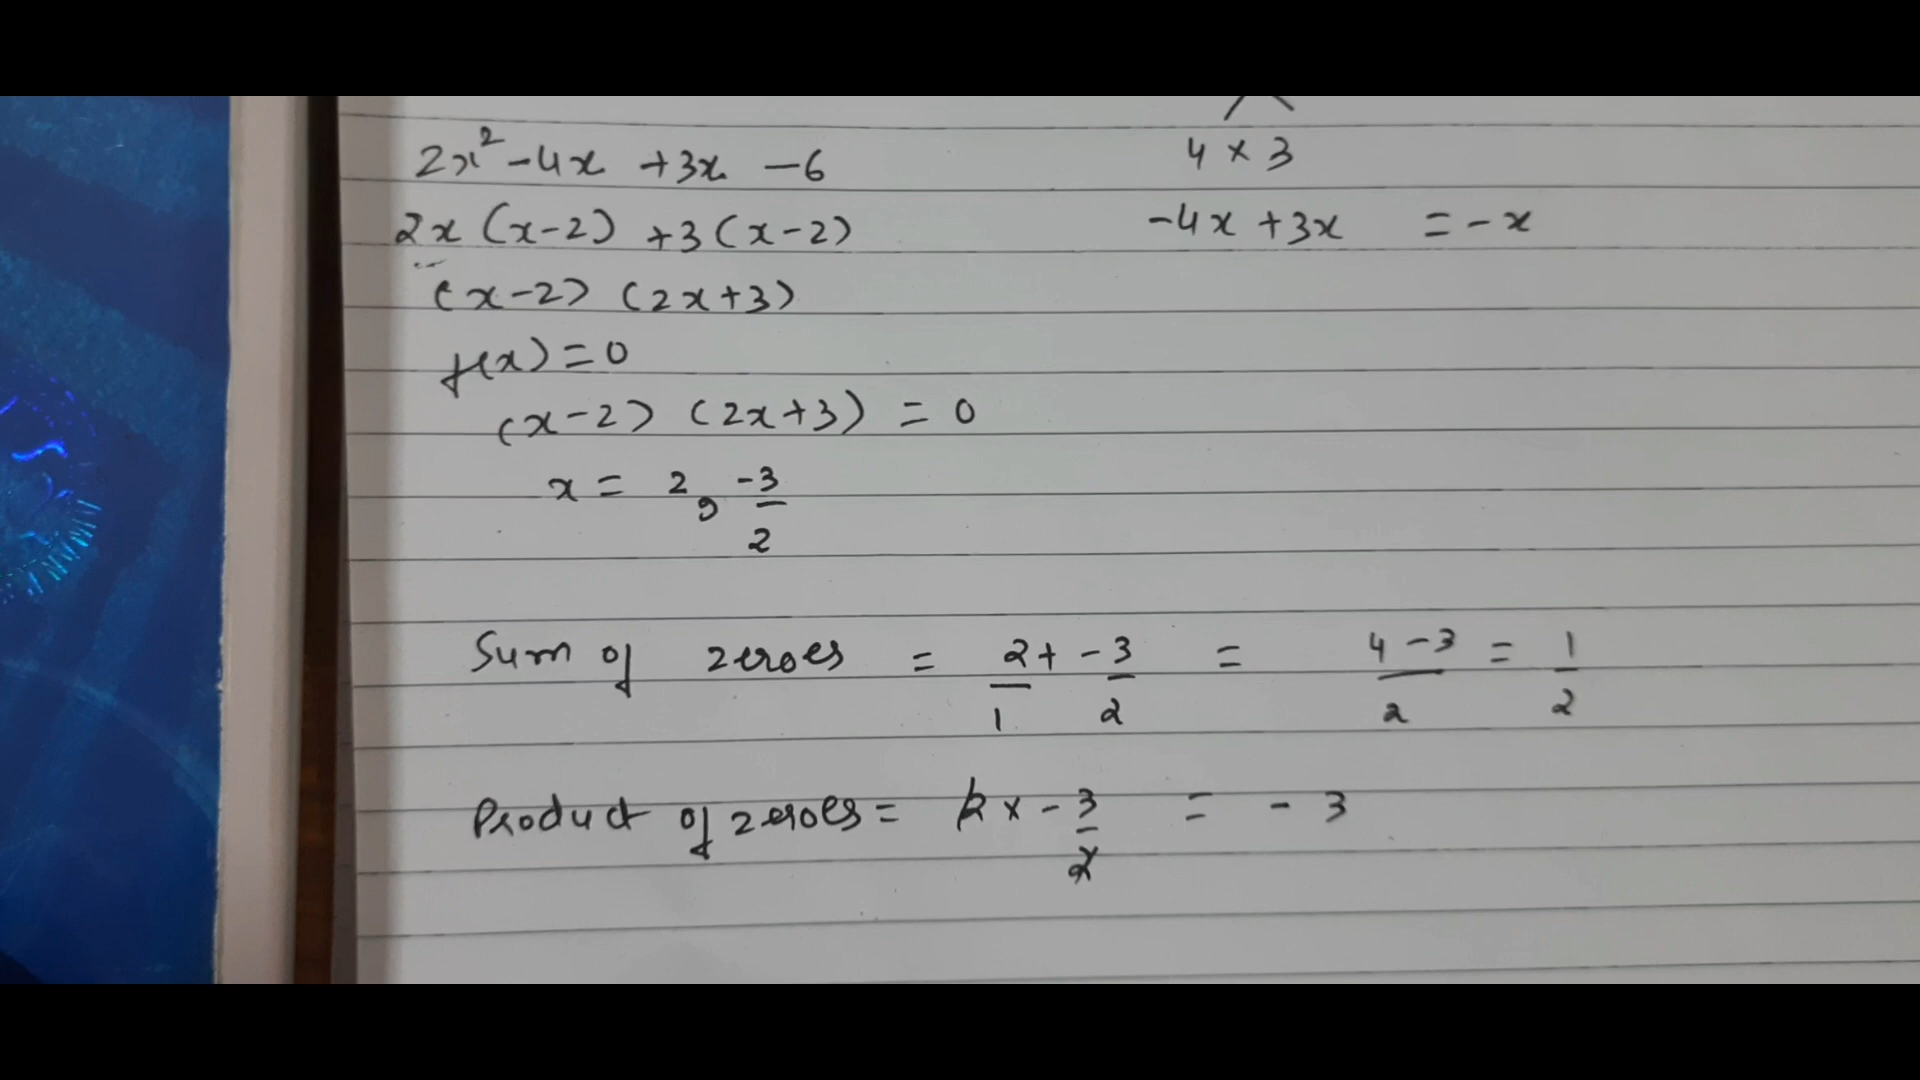 4 × 3
2x² -4x +3x -6
2x (x-2) +3 (x-2)
-4x +3x = -x
(x-2) (2x+3)
f(x) = 0
(x-2) (2x+3) = 0
x = 2, -3/2
Sum of zeroes = 2/1 + -3/2 = 4-3/2 = 1/2
Product of zeroes = 2 x -3/2 = -3